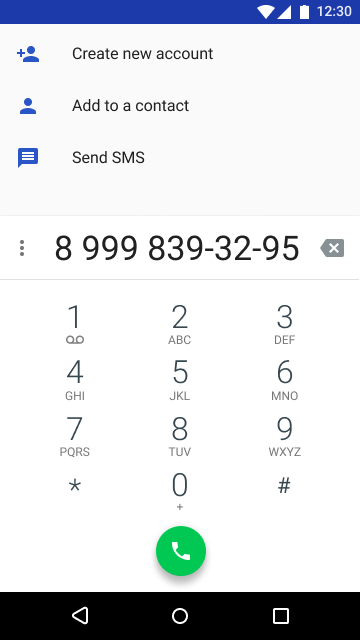 12:30
Create new account
Add to a contact
Send SMS
8 999 839-32-95
1 2 3
ABC DEF
4 5 6
GHI JKL MNO
7 8 9
PQRS TUV WXYZ
* 0 #
+